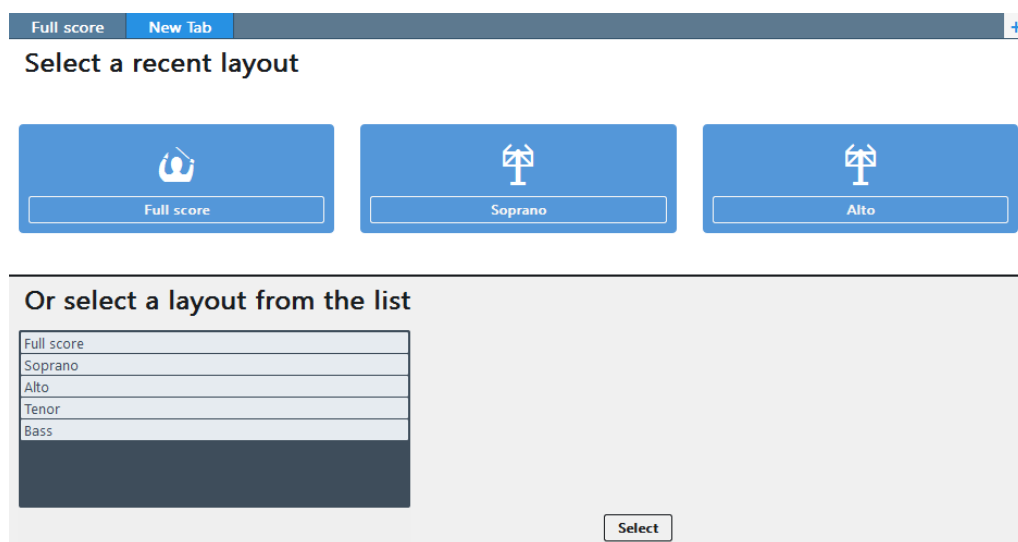 Full score New Tab +
Select a recent layout
Full score Soprano Alto
Or select a layout from the list
Full score
Soprano
Alto
Tenor
Bass
Select